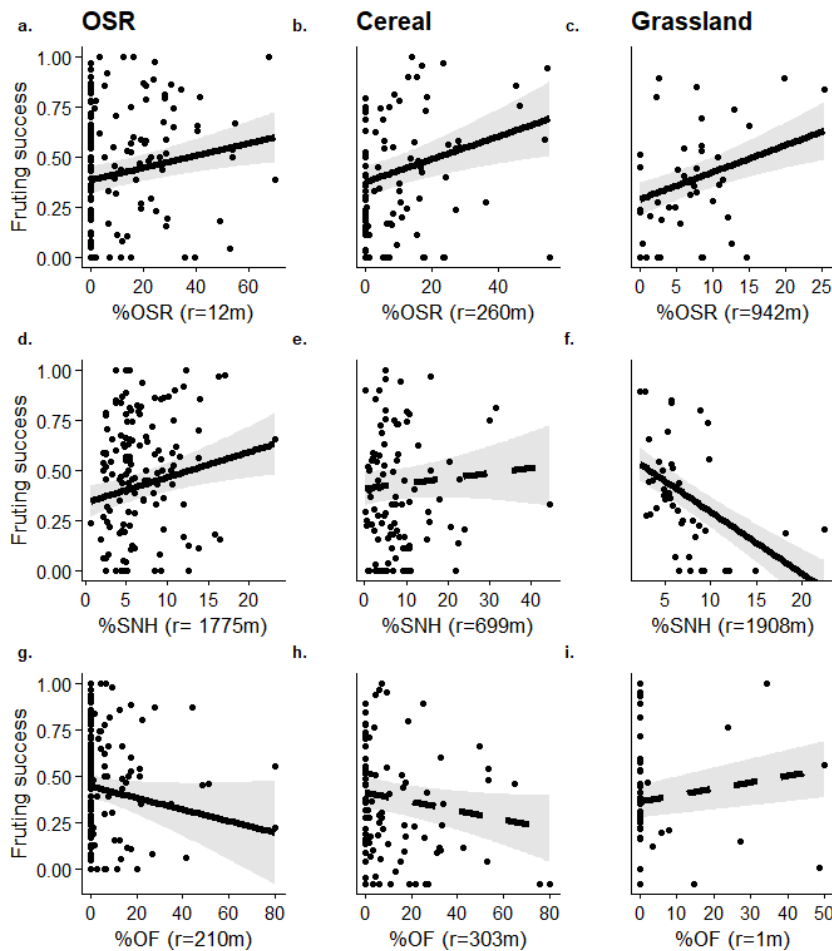 OSR Cereal Grassland
a. b. c.
Fruting success
1.00
0.75
0.50
0.25
0.00
0 20 40 60 0 20 40 0 5 10 15 20 25
%OSR (r=12m) %OSR (r=260m) %OSR (r=942m)
d. e. f.
Fruting success
1.00
0.75
0.50
0.25
0.00
0 5 10 15 20 0 10 20 30 40 5 10 15 20
%SNH (r= 1775m) %SNH (r=699m) %SNH (r=1908m)
g. h. i.
Fruting success
1.00
0.75
0.50
0.25
0.00
0 20 40 60 80 0 20 40 60 80 0 10 20 30 40 50
%OF (r=210m) %OF (r=303m) %OF (r=1m)